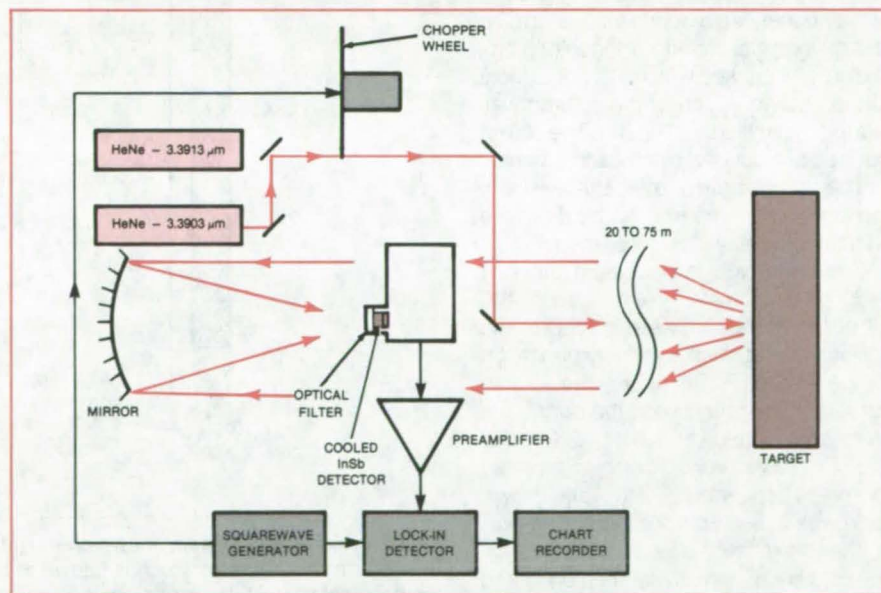 CHOPPER
WHEEL
HeNe – 3.3913 μm
HeNe – 3.3903 μm
20 TO 75 m
MIRROR
OPTICAL
FILTER
COOLED
InSb
DETECTOR
PREAMPLIFIER
TARGET
SQUAREWAVE
GENERATOR
LOCK-IN
DETECTOR
CHART
RECORDER